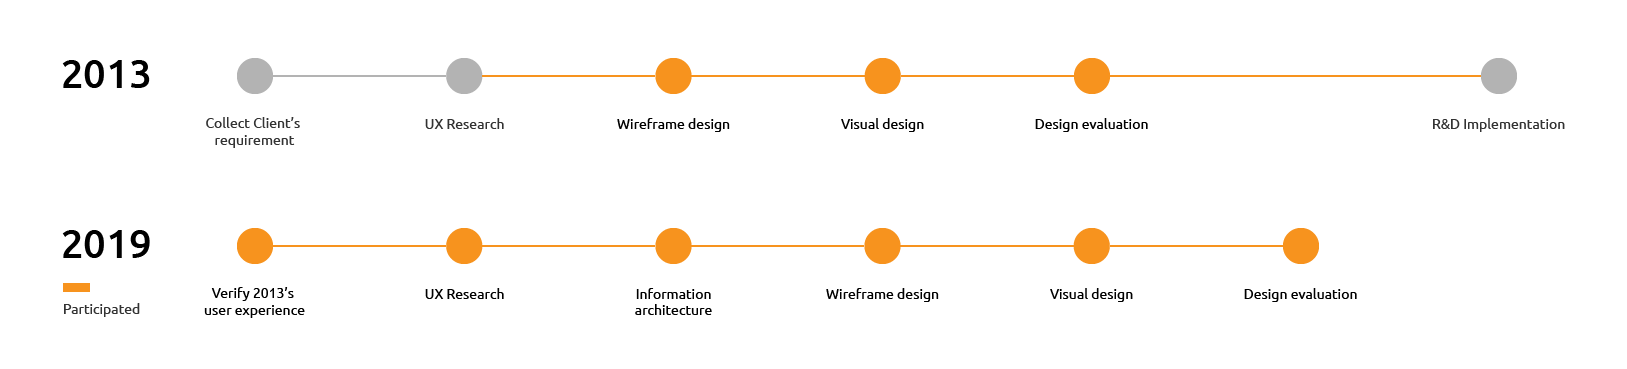 2013
Collect Client's
requirement
UX Research
Wireframe design
Visual design
Design evaluation
R&D Implementation
2019
Participated
Verify 2013's
user experience
UX Research
Information
architecture
Wireframe design
Visual design
Design evaluation